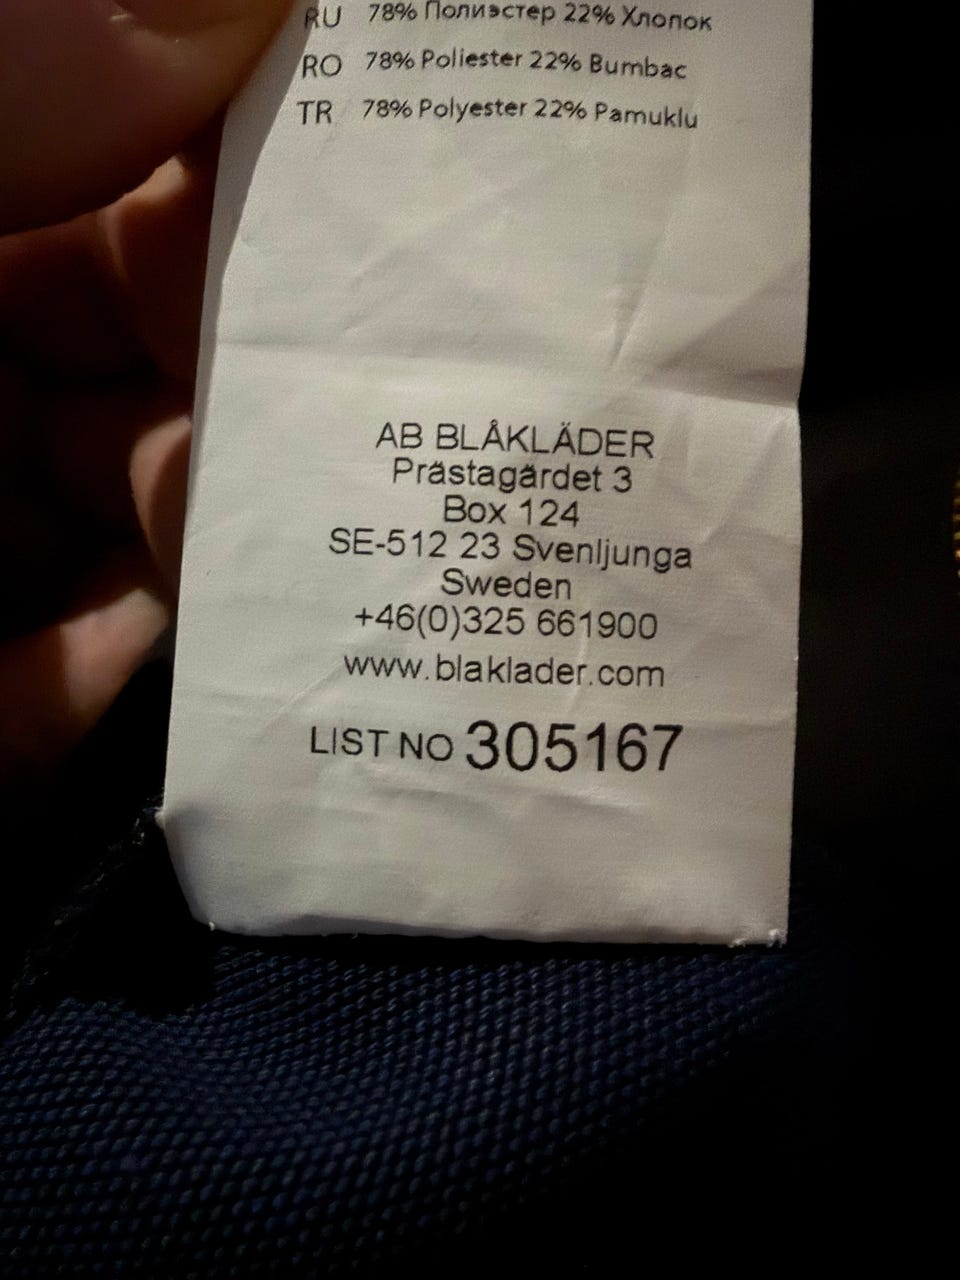 RU 78% Полиэстер 22% Хлопок
RO 78% Poliester 22% Bumbac
TR 78% Polyester 22% Pamuklu
AB BLÅKLÄDER
Prästagärdet 3
Box 124
SE-512 23 Svenljunga
Sweden
+46(0)325 661900
www.blaklader.com
LIST NO 305167